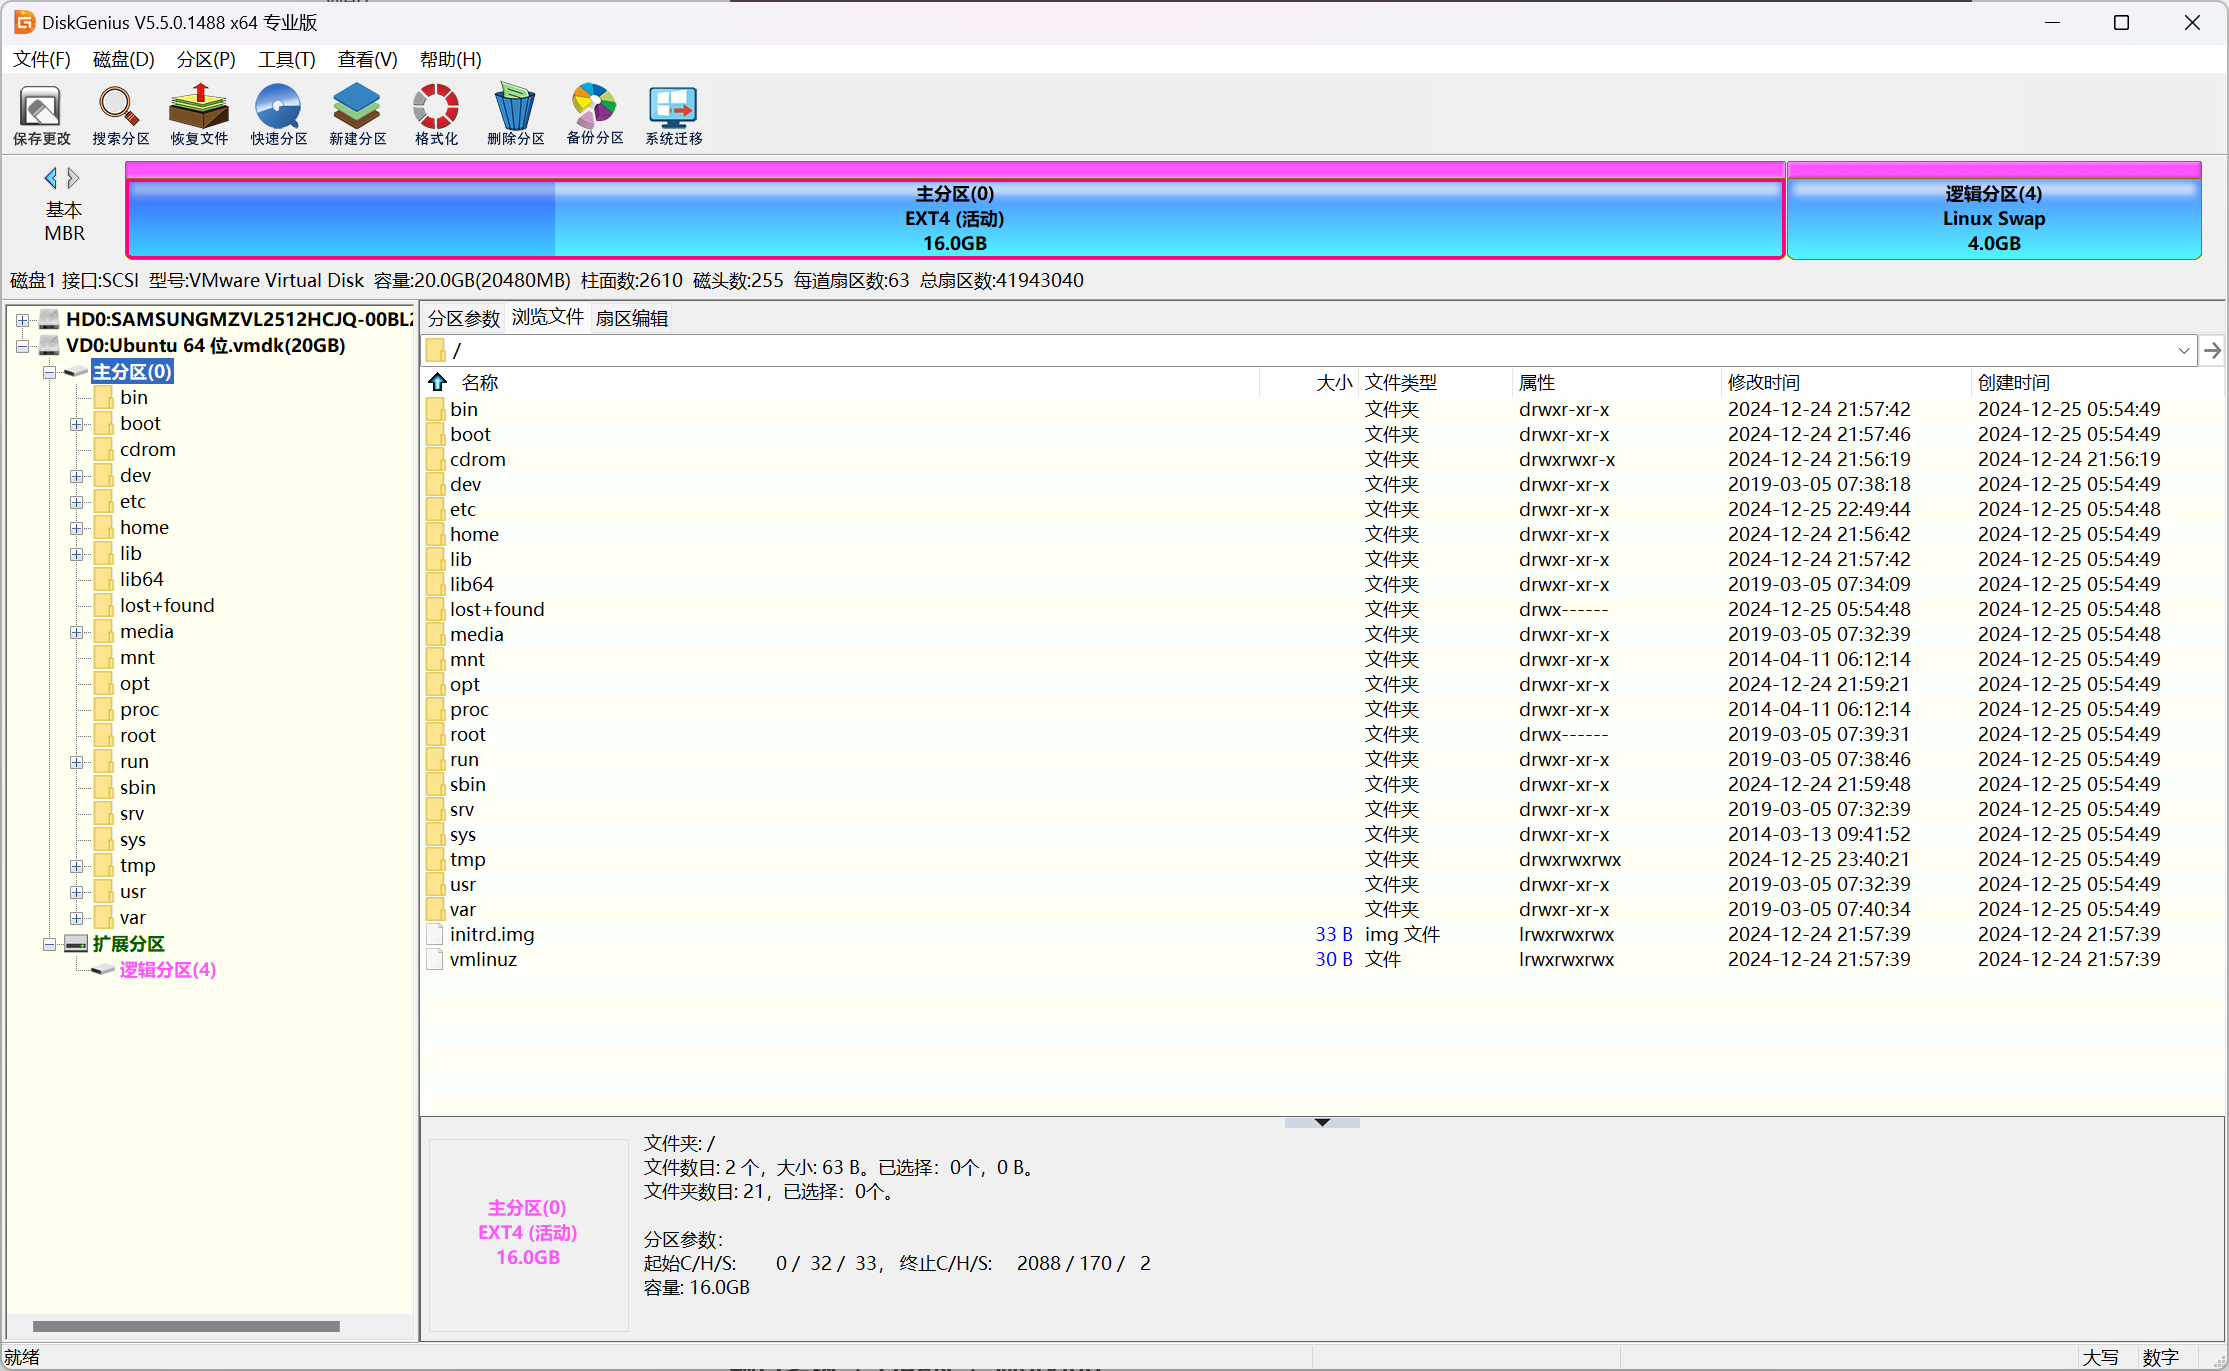 DiskGenius V5.5.0.1488 x64 专业版
文件(F) 磁盘(D) 分区(P) 工具(T) 查看(V) 帮助(H)
保存更改 搜索分区 恢复文件 快速分区 新建分区 格式化 删除分区 备份分区 系统迁移
基本
MBR
主分区(0)
EXT4 (活动)
16.0GB
逻辑分区(4)
Linux Swap
4.0GB
磁盘1 接口:SCSI 型号:VMware Virtual Disk 容量:20.0GB(20480MB) 柱面数:2610 磁头数:255 每道扇区数:63 总扇区数:41943040
HD0:SAMSUNGMZVL2512HCJQ-00BL2
VD0:Ubuntu 64 位.vmdk(20GB)
主分区(0)
bin
boot
cdrom
dev
etc
home
lib
lib64
lost+found
media
mnt
opt
proc
root
run
sbin
srv
sys
tmp
usr
var
扩展分区
逻辑分区(4)
分区参数 浏览文件 扇区编辑
/
名称 大小 文件类型 属性 修改时间 创建时间
bin 文件夹 drwxr-xr-x 2024-12-24 21:57:42 2024-12-25 05:54:49
boot 文件夹 drwxr-xr-x 2024-12-24 21:57:46 2024-12-25 05:54:49
cdrom 文件夹 drwxrwxr-x 2024-12-24 21:56:19 2024-12-24 21:56:19
dev 文件夹 drwxr-xr-x 2019-03-05 07:38:18 2024-12-25 05:54:49
etc 文件夹 drwxr-xr-x 2024-12-25 22:49:44 2024-12-25 05:54:48
home 文件夹 drwxr-xr-x 2024-12-24 21:56:42 2024-12-25 05:54:49
lib 文件夹 drwxr-xr-x 2024-12-24 21:57:42 2024-12-25 05:54:49
lib64 文件夹 drwxr-xr-x 2019-03-05 07:34:09 2024-12-25 05:54:49
lost+found 文件夹 drwx------ 2024-12-25 05:54:48 2024-12-25 05:54:48
media 文件夹 drwxr-xr-x 2019-03-05 07:32:39 2024-12-25 05:54:48
mnt 文件夹 drwxr-xr-x 2014-04-11 06:12:14 2024-12-25 05:54:49
opt 文件夹 drwxr-xr-x 2024-12-24 21:59:21 2024-12-25 05:54:49
proc 文件夹 drwxr-xr-x 2014-04-11 06:12:14 2024-12-25 05:54:49
root 文件夹 drwx------ 2019-03-05 07:39:31 2024-12-25 05:54:49
run 文件夹 drwxr-xr-x 2019-03-05 07:38:46 2024-12-25 05:54:49
sbin 文件夹 drwxr-xr-x 2024-12-24 21:59:48 2024-12-25 05:54:49
srv 文件夹 drwxr-xr-x 2019-03-05 07:32:39 2024-12-25 05:54:49
sys 文件夹 drwxr-xr-x 2014-03-13 09:41:52 2024-12-25 05:54:49
tmp 文件夹 drwxrwxrwx 2024-12-25 23:40:21 2024-12-25 05:54:49
usr 文件夹 drwxr-xr-x 2019-03-05 07:32:39 2024-12-25 05:54:49
var 文件夹 drwxr-xr-x 2019-03-05 07:40:34 2024-12-25 05:54:49
initrd.img 33 B img 文件 lrwxrwxrwx 2024-12-24 21:57:39 2024-12-24 21:57:39
vmlinuz 30 B 文件 lrwxrwxrwx 2024-12-24 21:57:39 2024-12-24 21:57:39
主分区(0)
EXT4 (活动)
16.0GB
文件夹: /
文件数目: 2 个，大小: 63 B。已选择：0个，0 B。
文件夹数目: 21，已选择：0个。
分区参数：
起始C/H/S: 0 / 32 / 33， 终止C/H/S: 2088 / 170 / 2
容量: 16.0GB
就绪 大写 数字